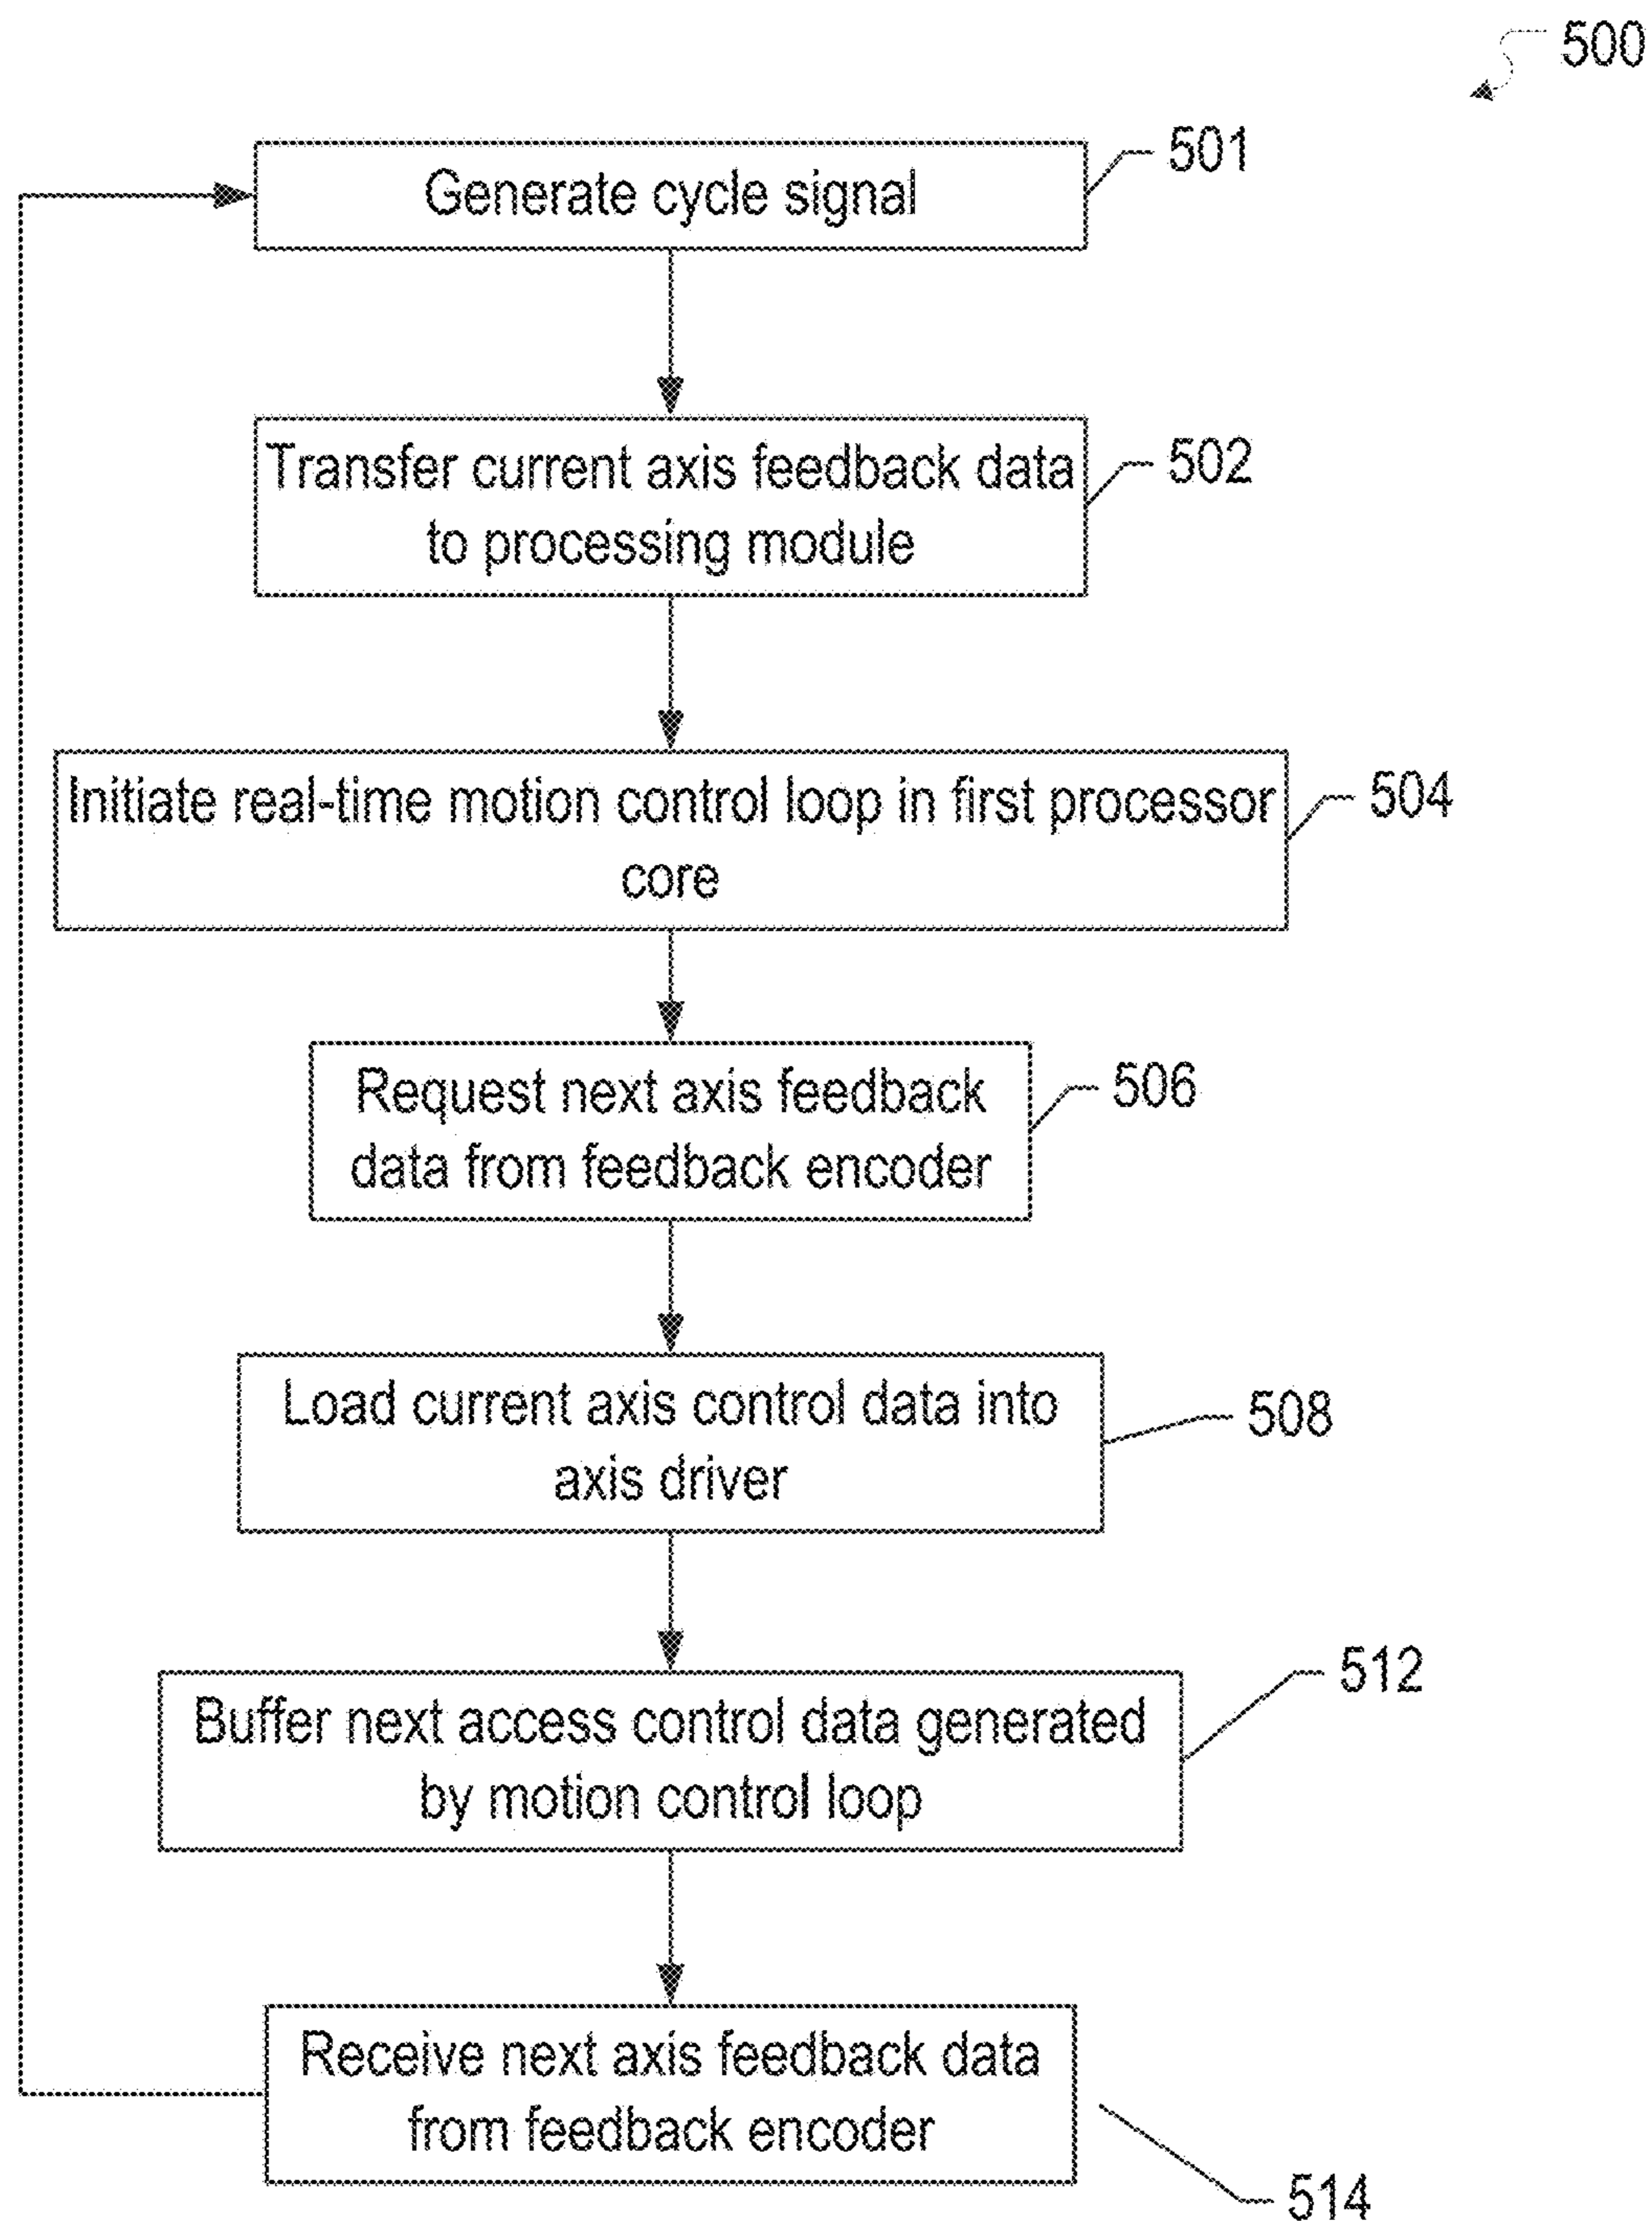 500
Generate cycle signal
501
Transfer current axis feedback data
to processing module
502
Initiate real-time motion control loop in first processor
core
504
Request next axis feedback
data from feedback encoder
506
Load current axis control data into
axis driver
508
Buffer next access control data generated
by motion control loop
512
Receive next axis feedback data
from feedback encoder
514